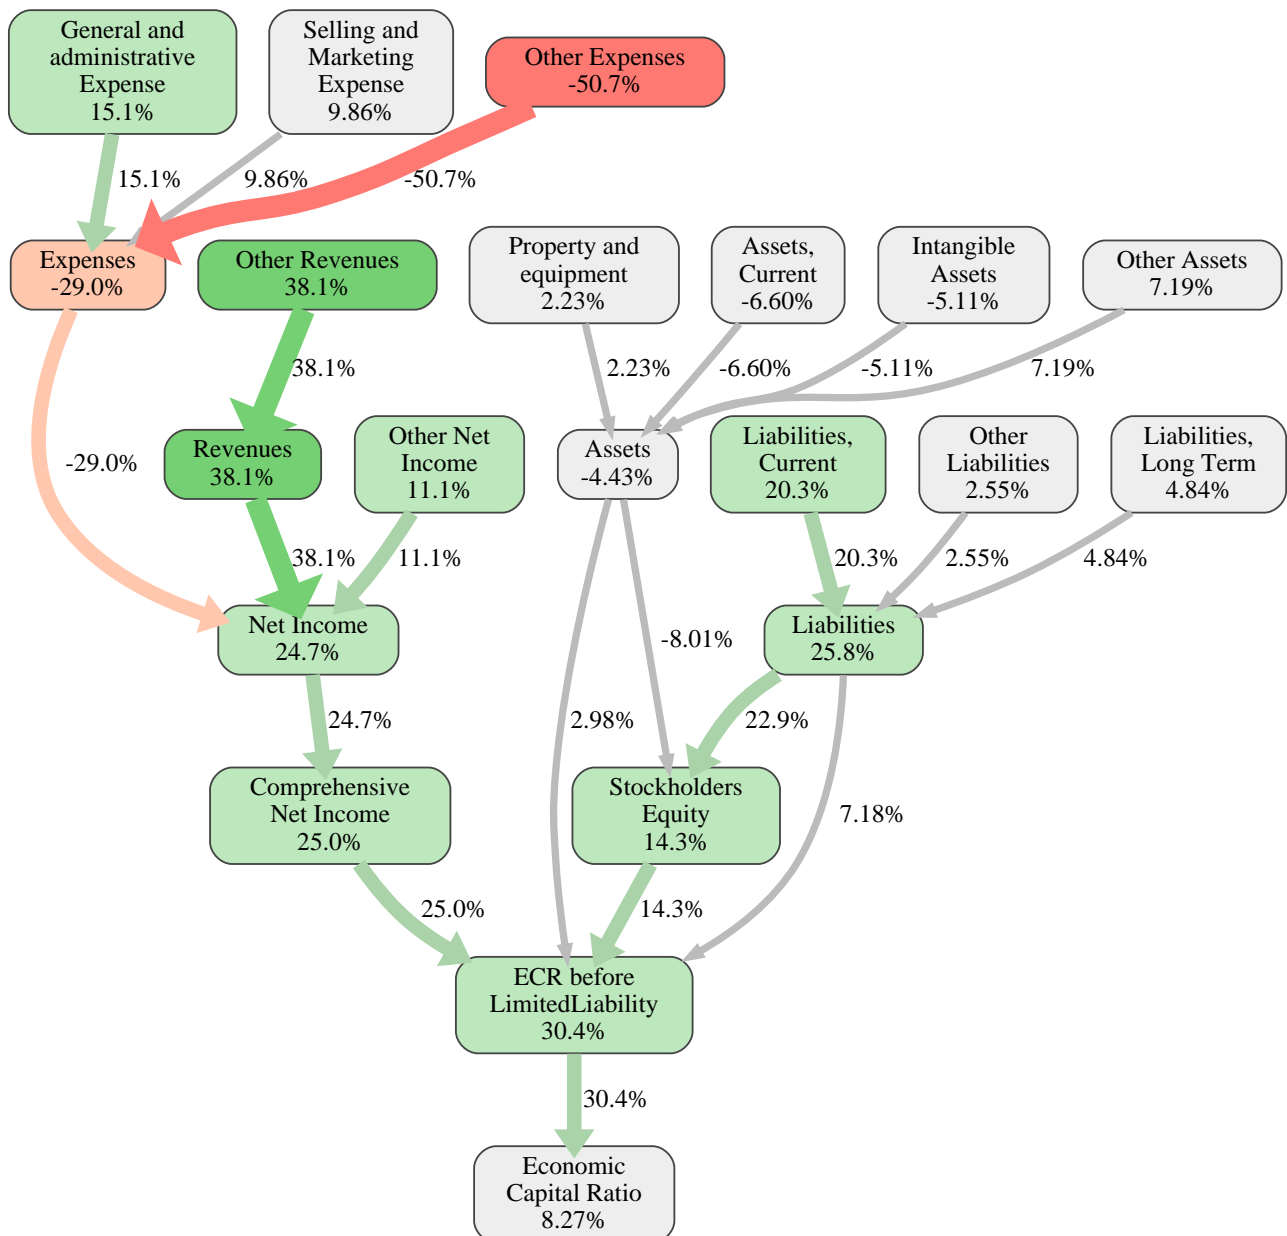 General and
administrative
Expense
15.1%
Selling and
Marketing
Expense
9.86%
Other Expenses
-50.7%
15.1%
9.86%
-50.7%
Expenses
-29.0%
Other Revenues
38.1%
Property and
equipment
2.23%
Assets,
Current
-6.60%
Intangible
Assets
-5.11%
Other Assets
7.19%
38.1%
2.23%
-6.60%
-5.11%
7.19%
-29.0%
Revenues
38.1%
Other Net
Income
11.1%
Assets
-4.43%
Liabilities,
Current
20.3%
Other
Liabilities
2.55%
Liabilities,
Long Term
4.84%
38.1%
11.1%
20.3%
2.55%
4.84%
Net Income
24.7%
-8.01%
Liabilities
25.8%
24.7%
2.98%
22.9%
Comprehensive
Net Income
25.0%
Stockholders
Equity
14.3%
7.18%
25.0%
14.3%
ECR before
LimitedLiability
30.4%
30.4%
Economic
Capital Ratio
8.27%